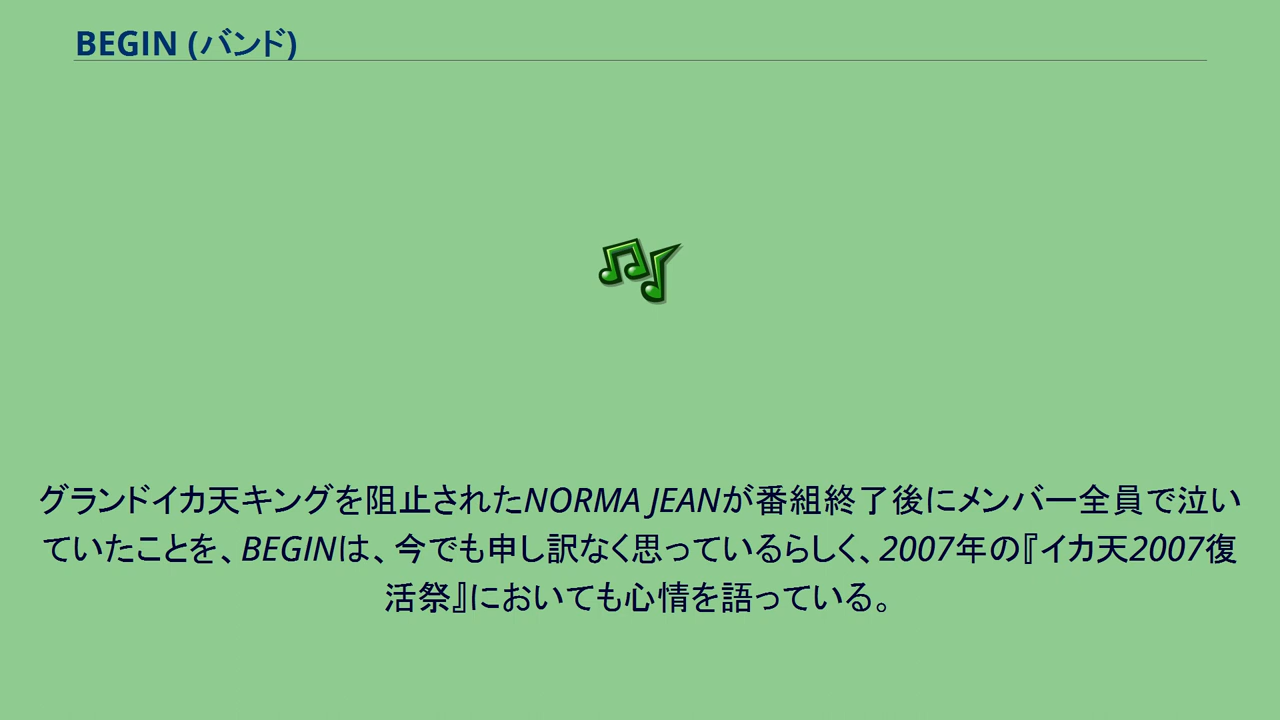 BEGIN (バンド)
グランドイカ天キングを阻止されたNORMA JEANが番組終了後にメンバー全員で泣い
ていたことを、BEGINは、今でも申し訳なく思っているらしく、2007年の『イカ天2007復
活祭』においても心情を語っている。